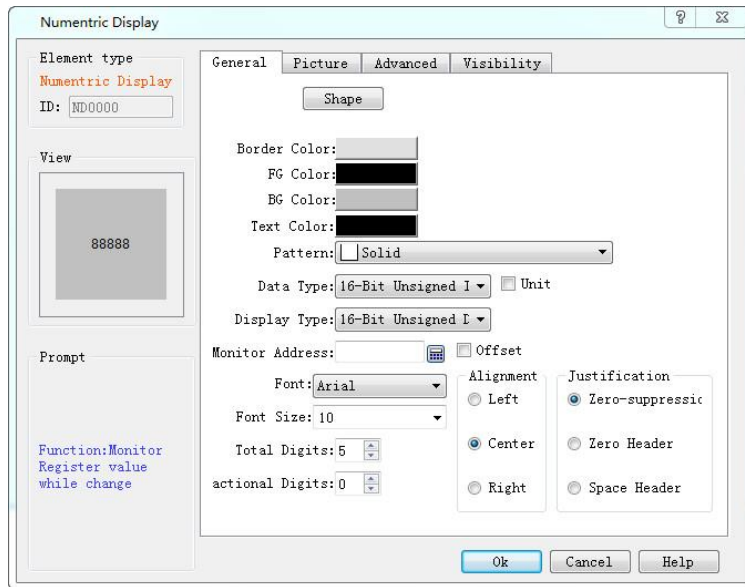 Numentric Display
Element type
Numentric Display
ID: ND0000
View
88888
Prompt
Function:Monitor
Register value
while change
General Picture Advanced Visibility
Shape
Border Color:
FG Color:
BG Color:
Text Color:
Pattern: Solid
Data Type: 16-Bit Unsigned I Unit
Display Type: 16-Bit Unsigned D
Monitor Address: Offset
Font: Arial
Font Size: 10
Total Digits: 5
actional Digits: 0
Alignment
Left
Center
Right
Justification
Zero-suppressio
Zero Header
Space Header
Ok Cancel Help